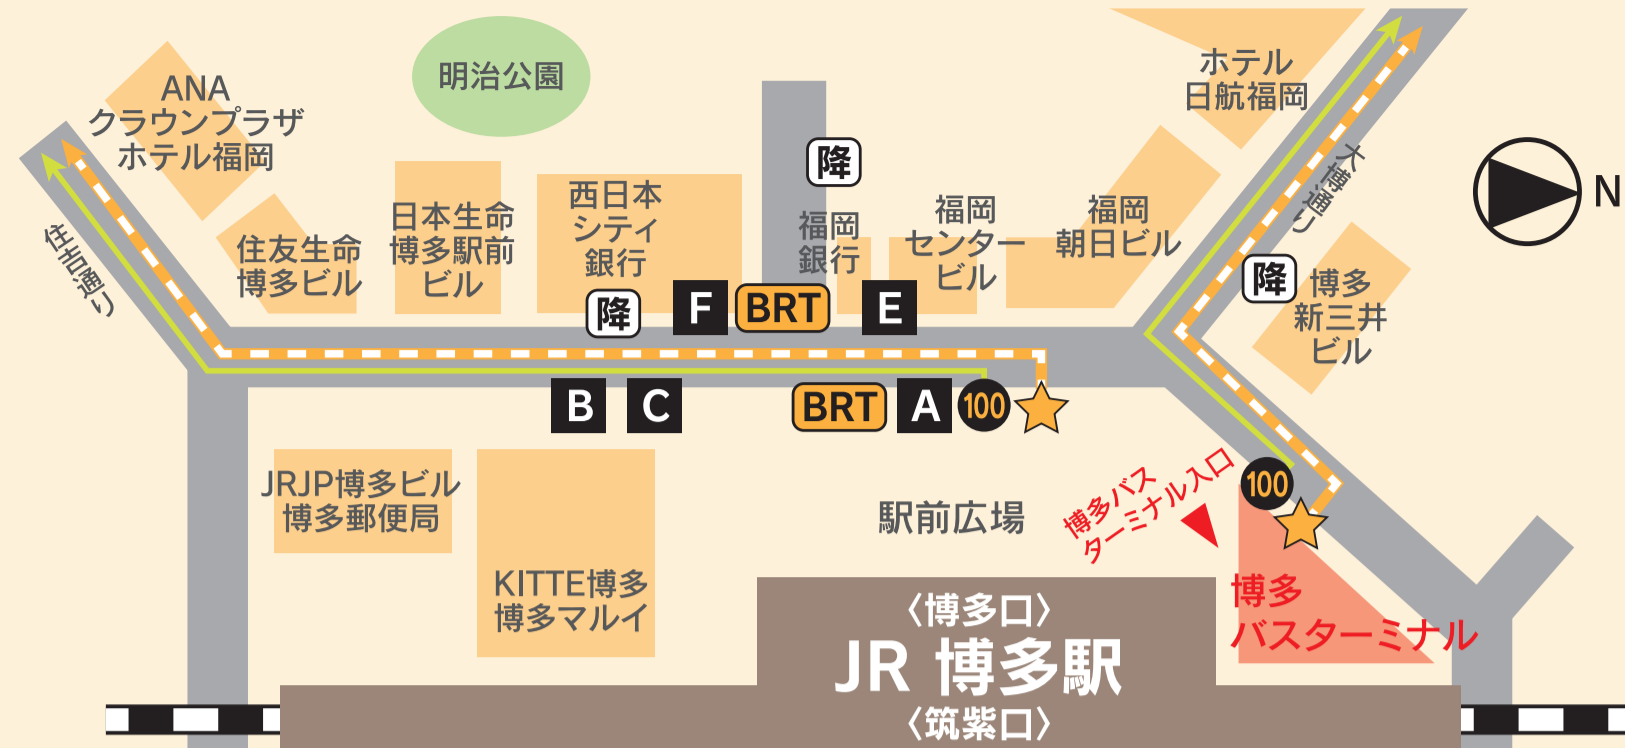 ANA
クラウンプラザ
ホテル福岡
明治公園
ホテル
日航福岡
大博通り
N
住吉通り
住友生命
博多ビル
日本生命
博多駅前
ビル
西日本
シティ
銀行
降
福岡
銀行
福岡
センター
ビル
福岡
朝日ビル
降
博多
新三井
ビル
降
F
BRT
E
B
C
BRT
A
100
100
博多バス
ターミナル入口
JRJP博多ビル
博多郵便局
駅前広場
KITTE博多
博多マルイ
博多
バスターミナル
〈博多口〉
JR 博多駅
〈筑紫口〉